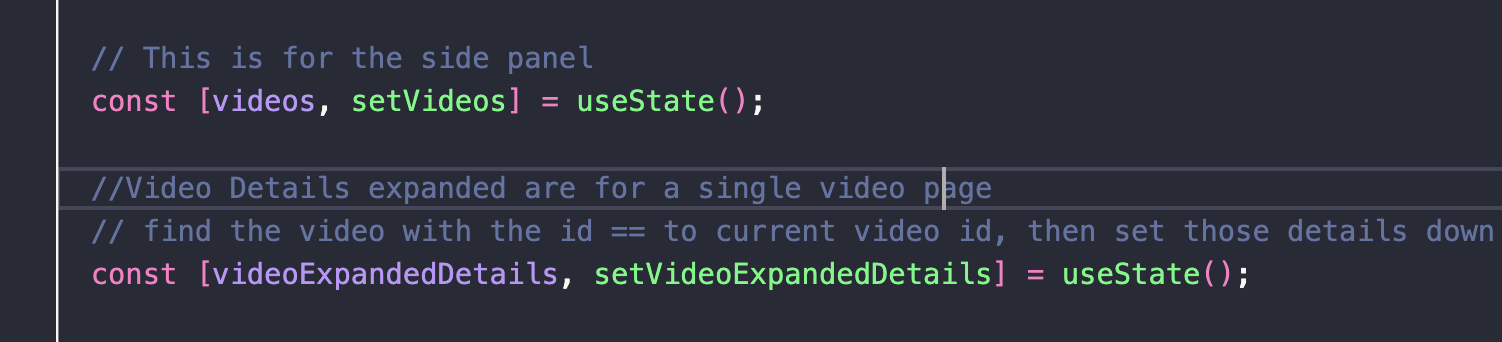 // This is for the side panel
const [videos, setVideos] = useState();
//Video Details expanded are for a single video page
// find the video with the id == to current video id, then set those details down
const [videoExpandedDetails, setVideoExpandedDetails] = useState();